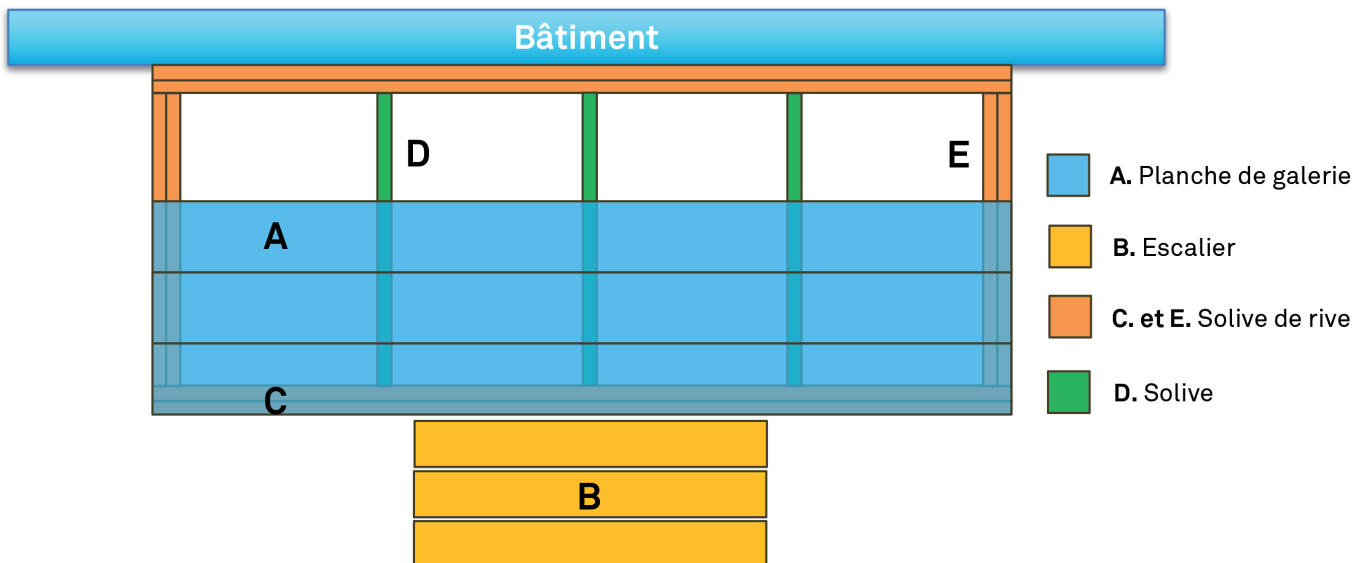 Bâtiment
D
E
A
C
B
A. Planche de galerie
B. Escalier
C. et E. Solive de rive
D. Solive